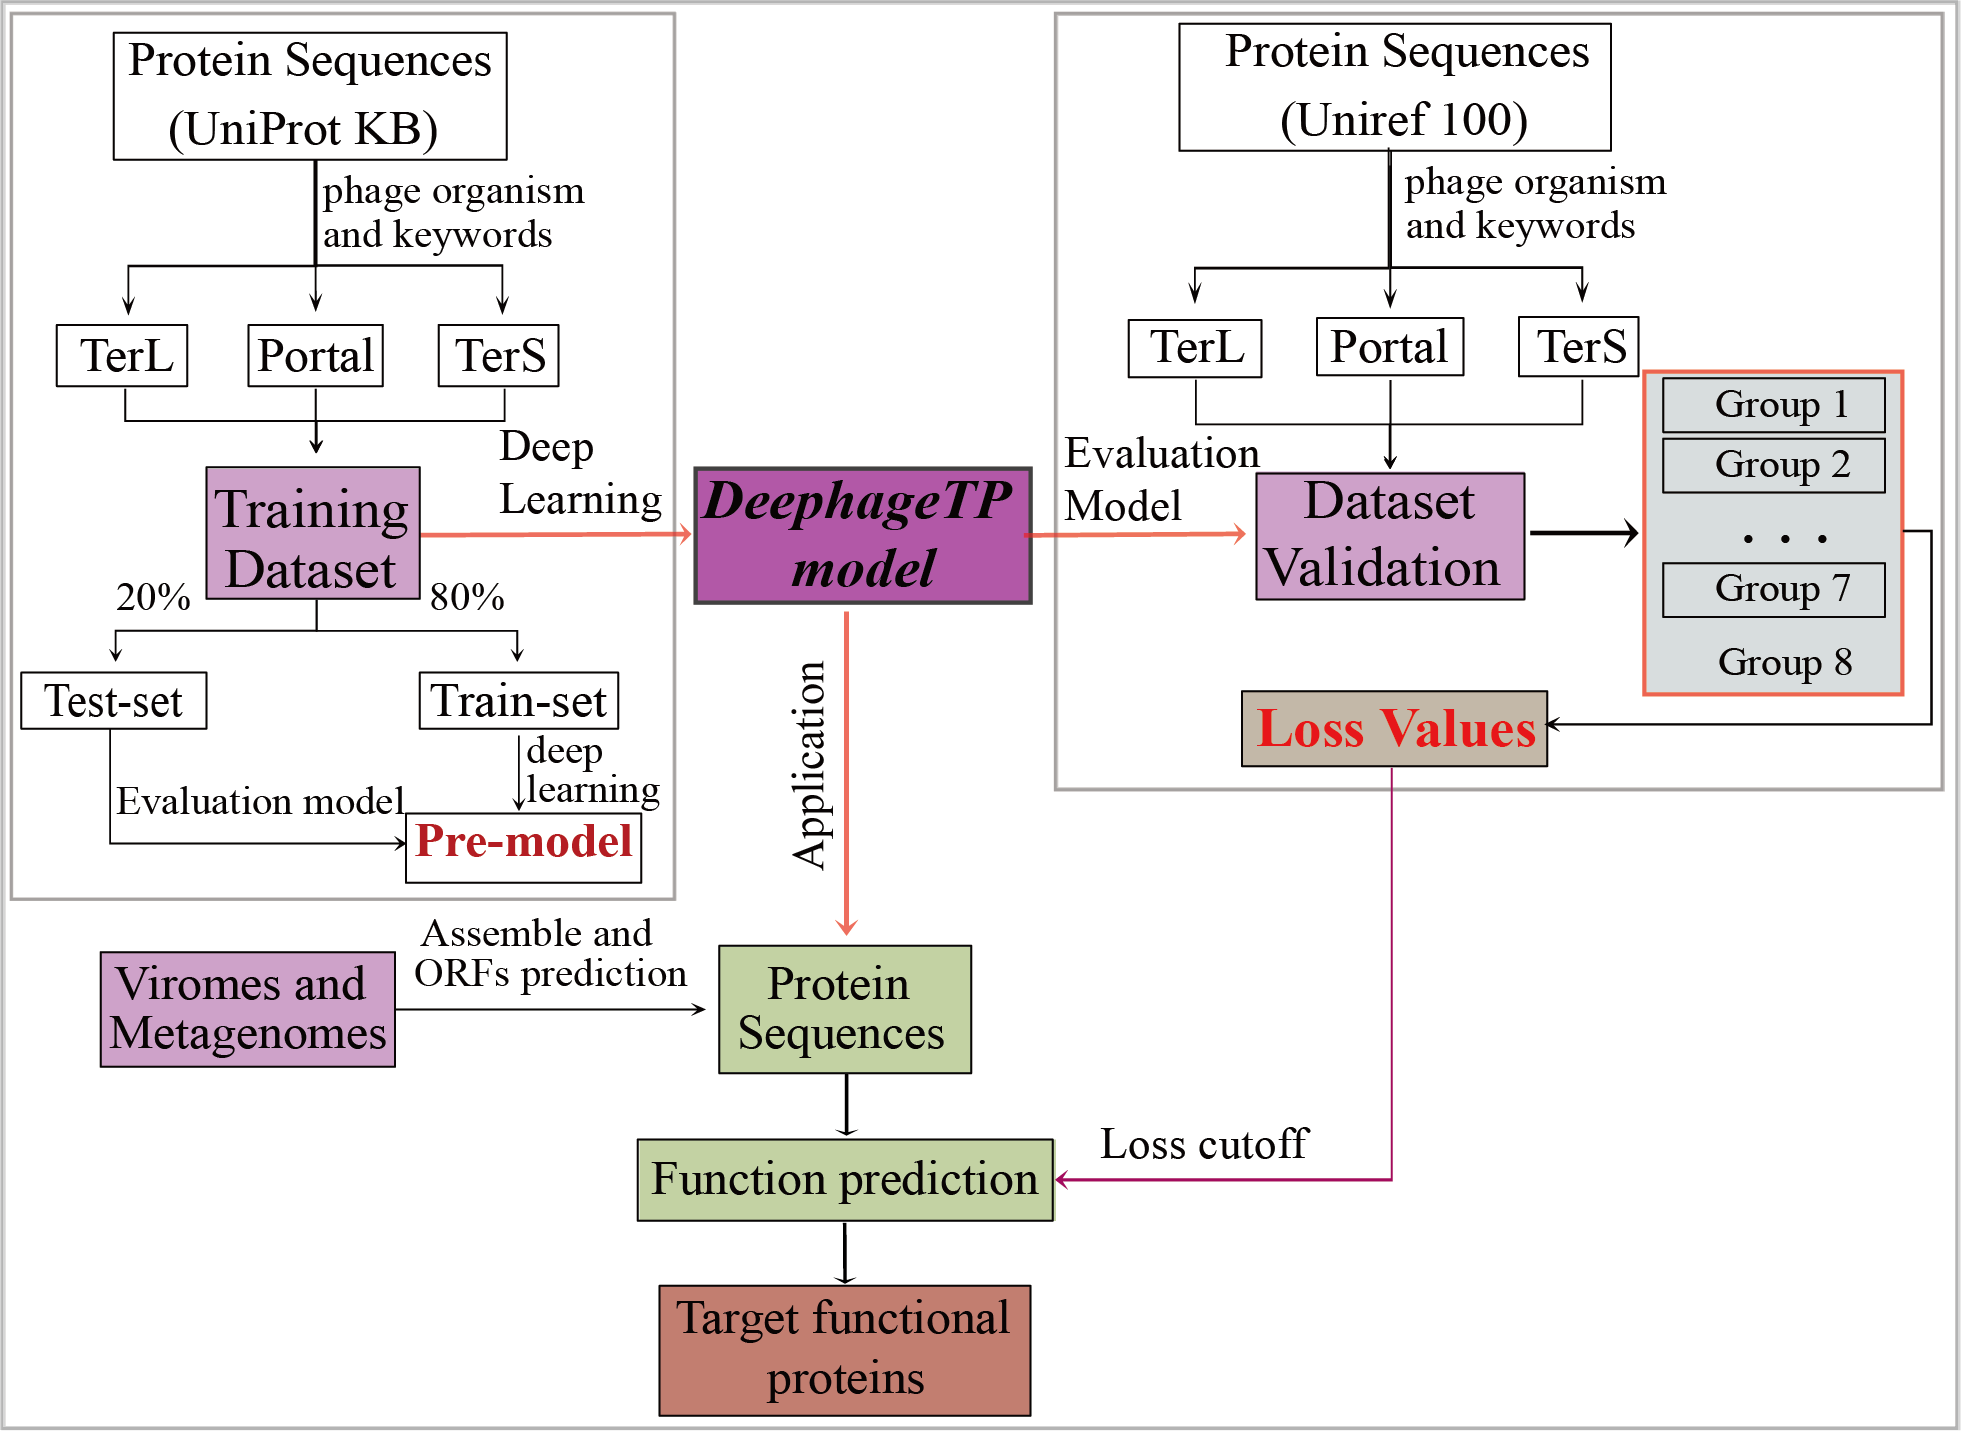 Protein Sequences
(UniProt KB)
phage organism
and keywords
TerL
Portal
TerS
Training
Dataset
20%
80%
Test-set
Train-set
deep
learning
Evaluation model
Pre-model
Deep
Learning
DeephageTP
model
Evaluation
Model
Application
Protein Sequences
(Uniref 100)
phage organism
and keywords
TerL
Portal
TerS
Dataset
Validation
Group 1
Group 2
. . .
Group 7
Group 8
Loss Values
Viromes and
Metagenomes
Assemble and
ORFs prediction
Protein
Sequences
Function prediction
Loss cutoff
Target functional
proteins